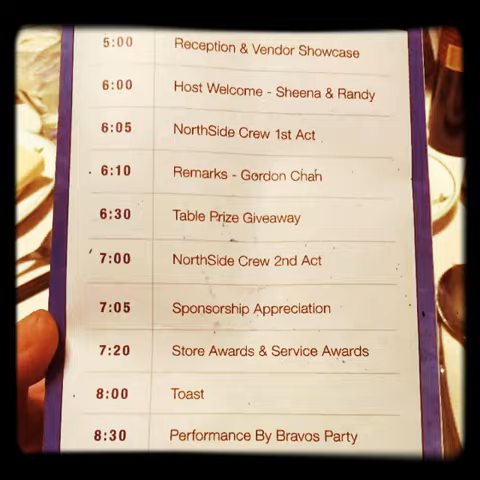 5:00 Reception & Vendor Showcase
6:00 Host Welcome - Sheena & Randy
6:05 NorthSide Crew 1st Act
6:10 Remarks - Gordon Chan
6:30 Table Prize Giveaway
7:00 NorthSide Crew 2nd Act
7:05 Sponsorship Appreciation
7:20 Store Awards & Service Awards
8:00 Toast
8:30 Performance By Bravos Party